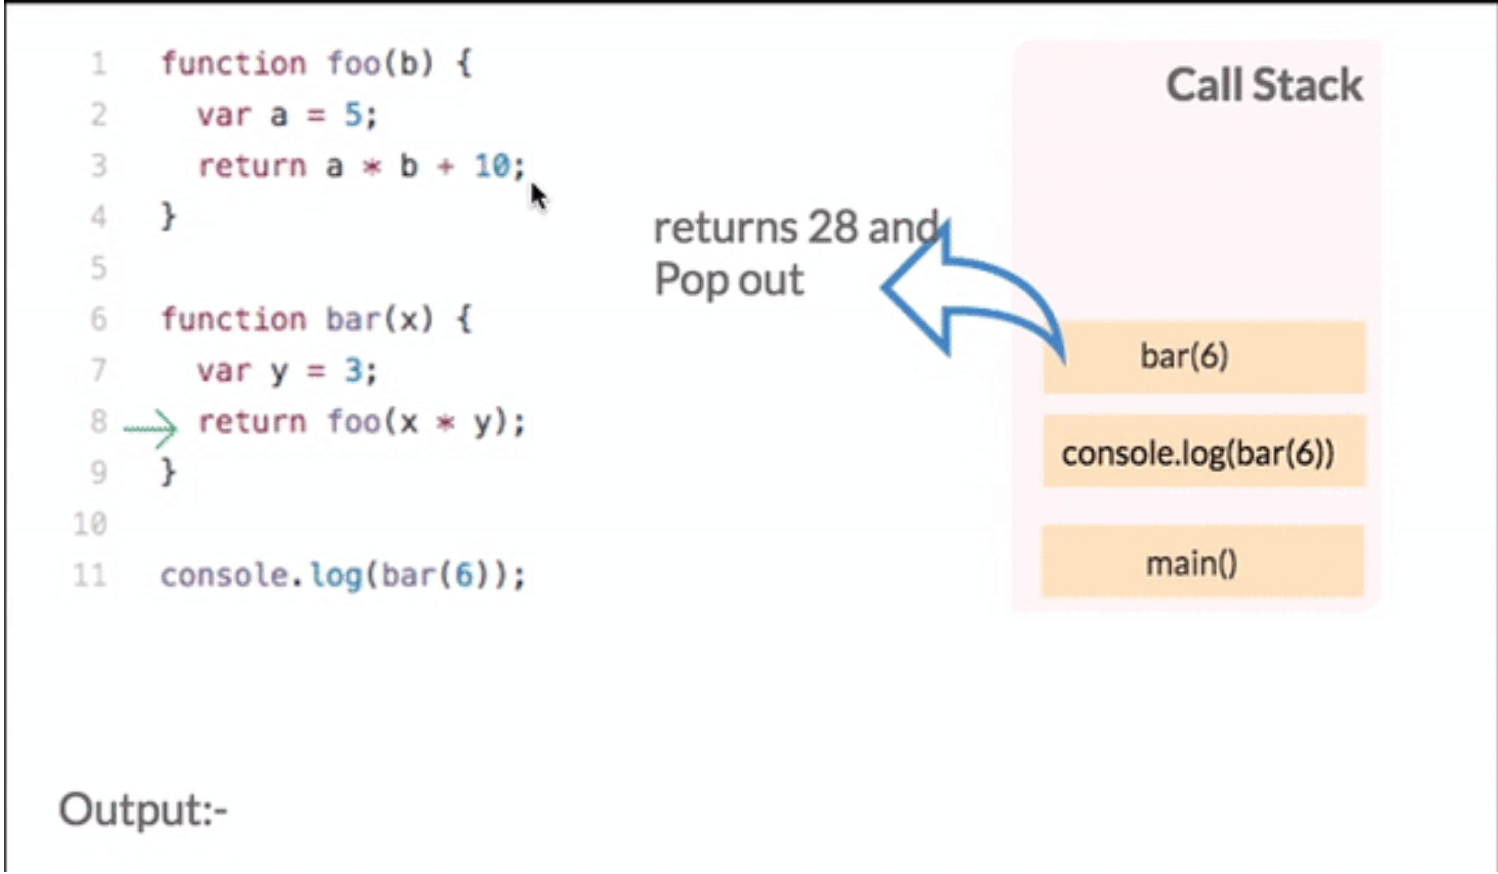 1 function foo(b) {
2 var a = 5;
3 return a * b + 10;
4 }
5
6 function bar(x) {
7 var y = 3;
8 return foo(x * y);
9 }
10
11 console.log(bar(6));
returns 28 and
Pop out
Call Stack
bar(6)
console.log(bar(6))
main()
Output:-